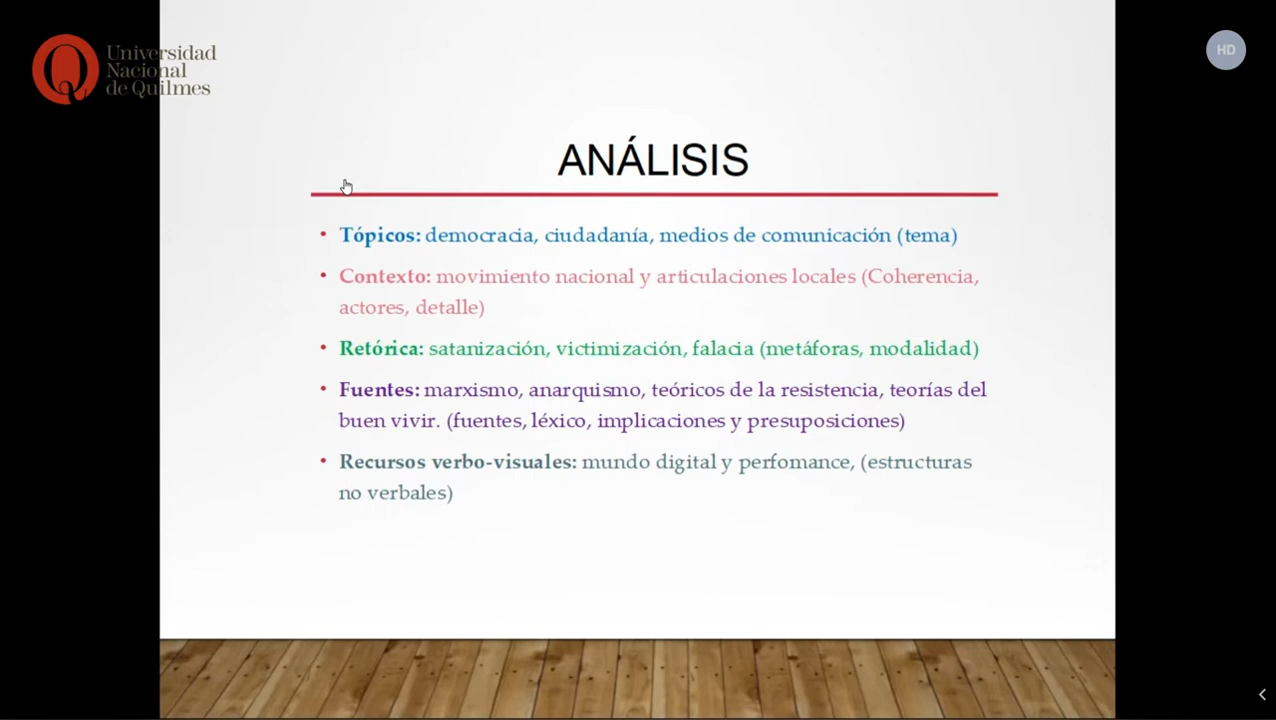 Universidad
Nacional
de Quilmes
HD
ANÁLISIS
• Tópicos: democracia, ciudadanía, medios de comunicación (tema)
• Contexto: movimiento nacional y articulaciones locales (Coherencia,
actores, detalle)
• Retórica: satanización, victimización, falacia (metáforas, modalidad)
• Fuentes: marxismo, anarquismo, teóricos de la resistencia, teorías del
buen vivir. (fuentes, léxico, implicaciones y presuposiciones)
• Recursos verbo-visuales: mundo digital y perfomance, (estructuras
no verbales)